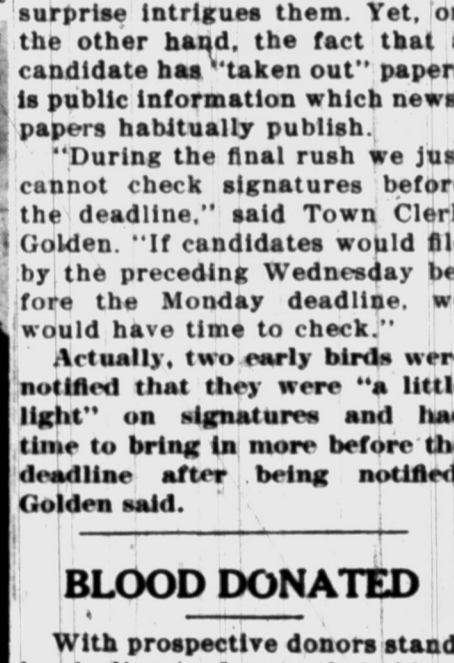 surprise intrigues them. Yet, o
the other hand, the fact that
candidate has "taken out" paper
is public information which news
papers habitually publish.
"During the final rush we jus
cannot check signatures befor
the deadline," said Town Cler
Golden. "If candidates would fil
by the preceding Wednesday be
fore the Monday deadline, w
would have time to check."
Actually, two early birds wer
notified that they were "a littl
light" on signatures and ha
time to bring in more before th
deadline after being notified
Golden said.
BLOOD DONATED
With prospective donors stand